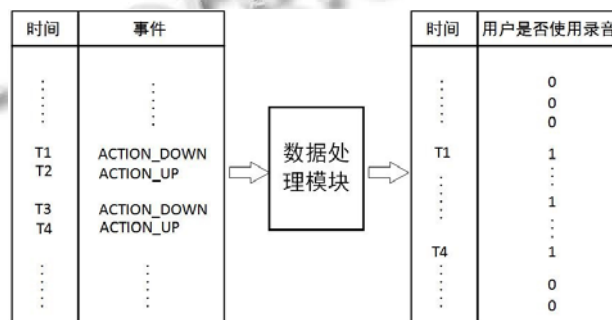 时间 事件
T1 ACTION_DOWN
T2 ACTION_UP
T3 ACTION_DOWN
T4 ACTION_UP
数据处
理模块
时间 用户是否使用录音
0
0
0
T1 1
1
T4 1
0
0